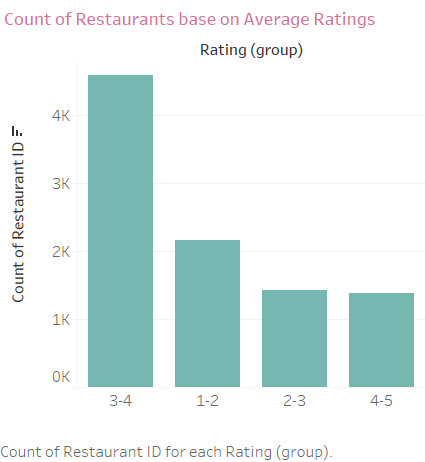 Count of Restaurants base on Average Ratings
Rating (group)
Count of Restaurant ID
4K
3K
2K
1K
0K
3-4 1-2 2-3 4-5
Count of Restaurant ID for each Rating (group).